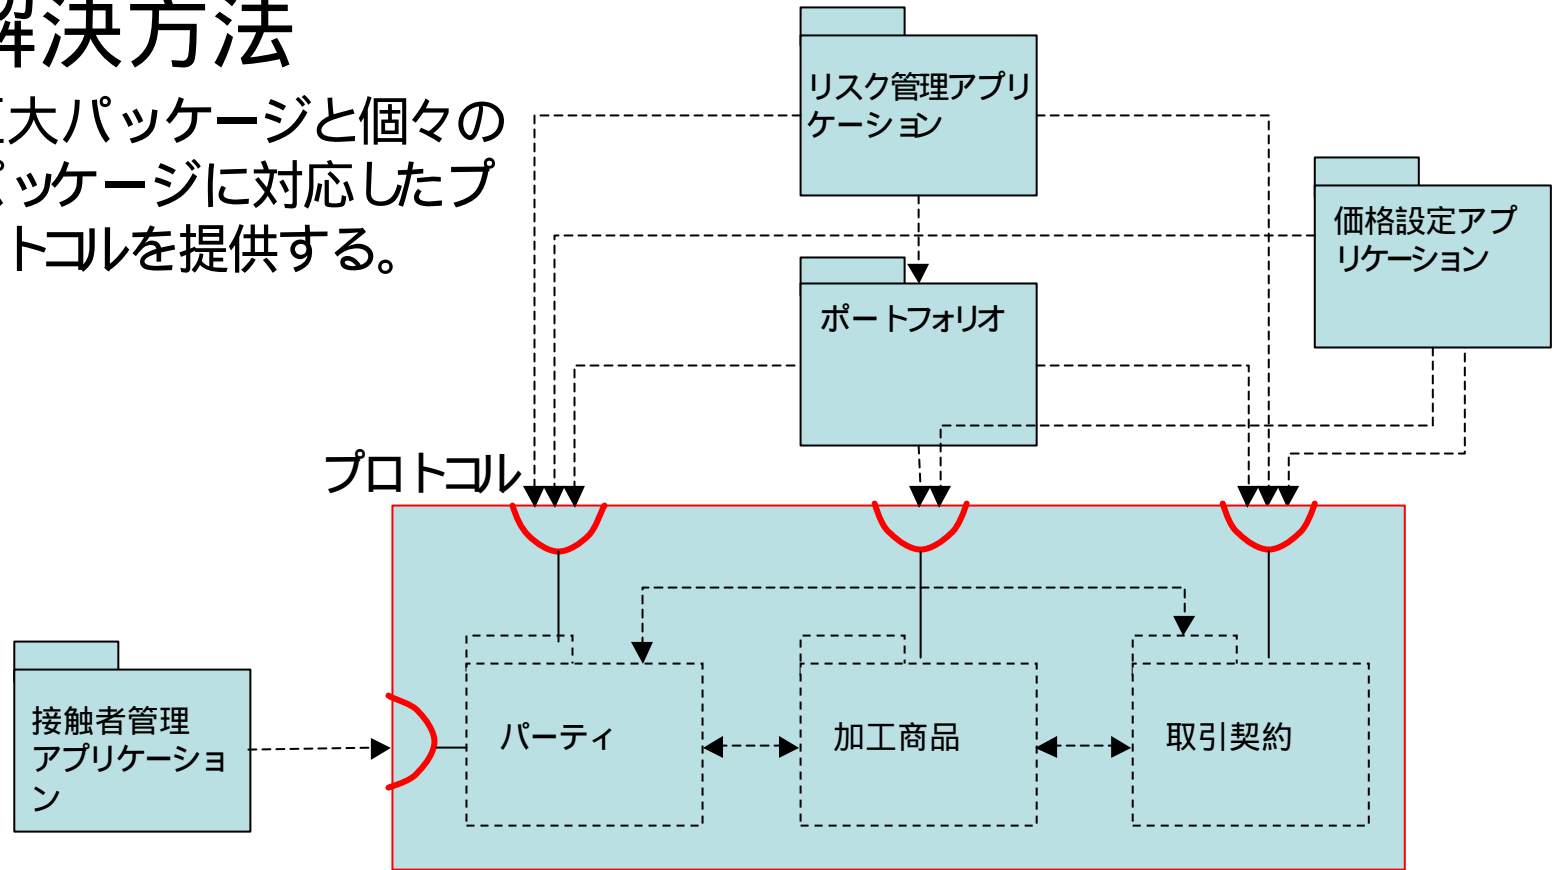 解決方法
巨大パッケージと個々の
パッケージに対応したプ
トコルを提供する。
リスク管理アプリ
ケーション
価格設定アプ
リケーション
ポートフォリオ
プロトコル
接触者管理
アプリケーショ
ン
パーティ
加工商品
取引契約